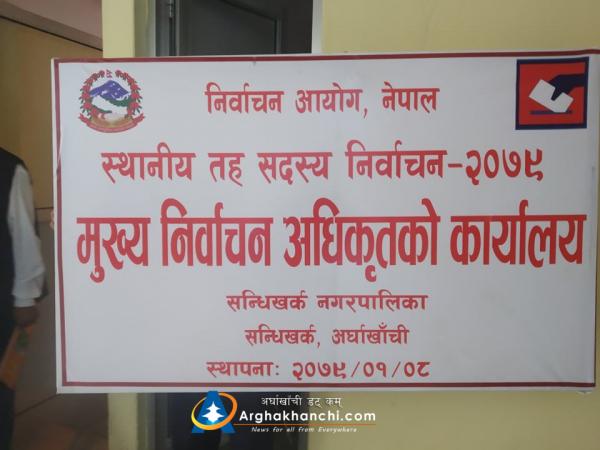 निर्वाचन आयोग, नेपाल
स्थानीय तह सदस्य निर्वाचन-२०७९
मुख्य निर्वाचन अधिकृतको कार्यालय
सन्धिखर्क नगरपालिका
सन्धिखर्क, अर्घाखाँची
स्थापनाः २०७९/०१/०८
अर्घाखाँची डट् कम्
Arghakhanchi.com
News for all from Everywhere